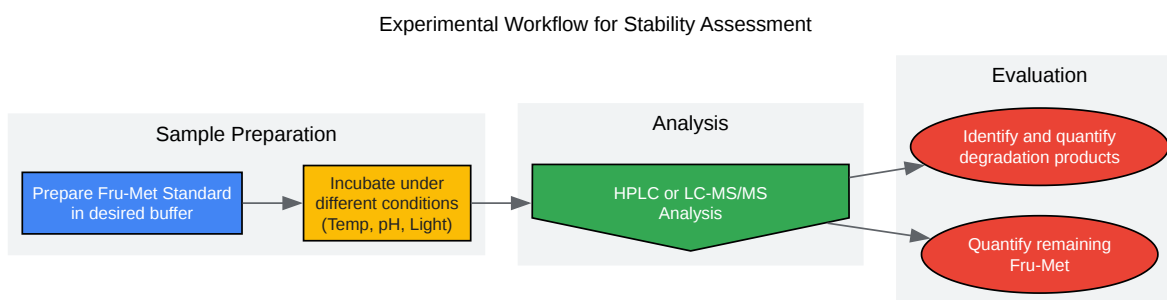 Experimental Workflow for Stability Assessment
Sample Preparation
Prepare Fru-Met Standard
in desired buffer
Incubate under
different conditions
(Temp, pH, Light)
Analysis
HPLC or LC-MS/MS
Analysis
Evaluation
Identify and quantify
degradation products
Quantify remaining
Fru-Met